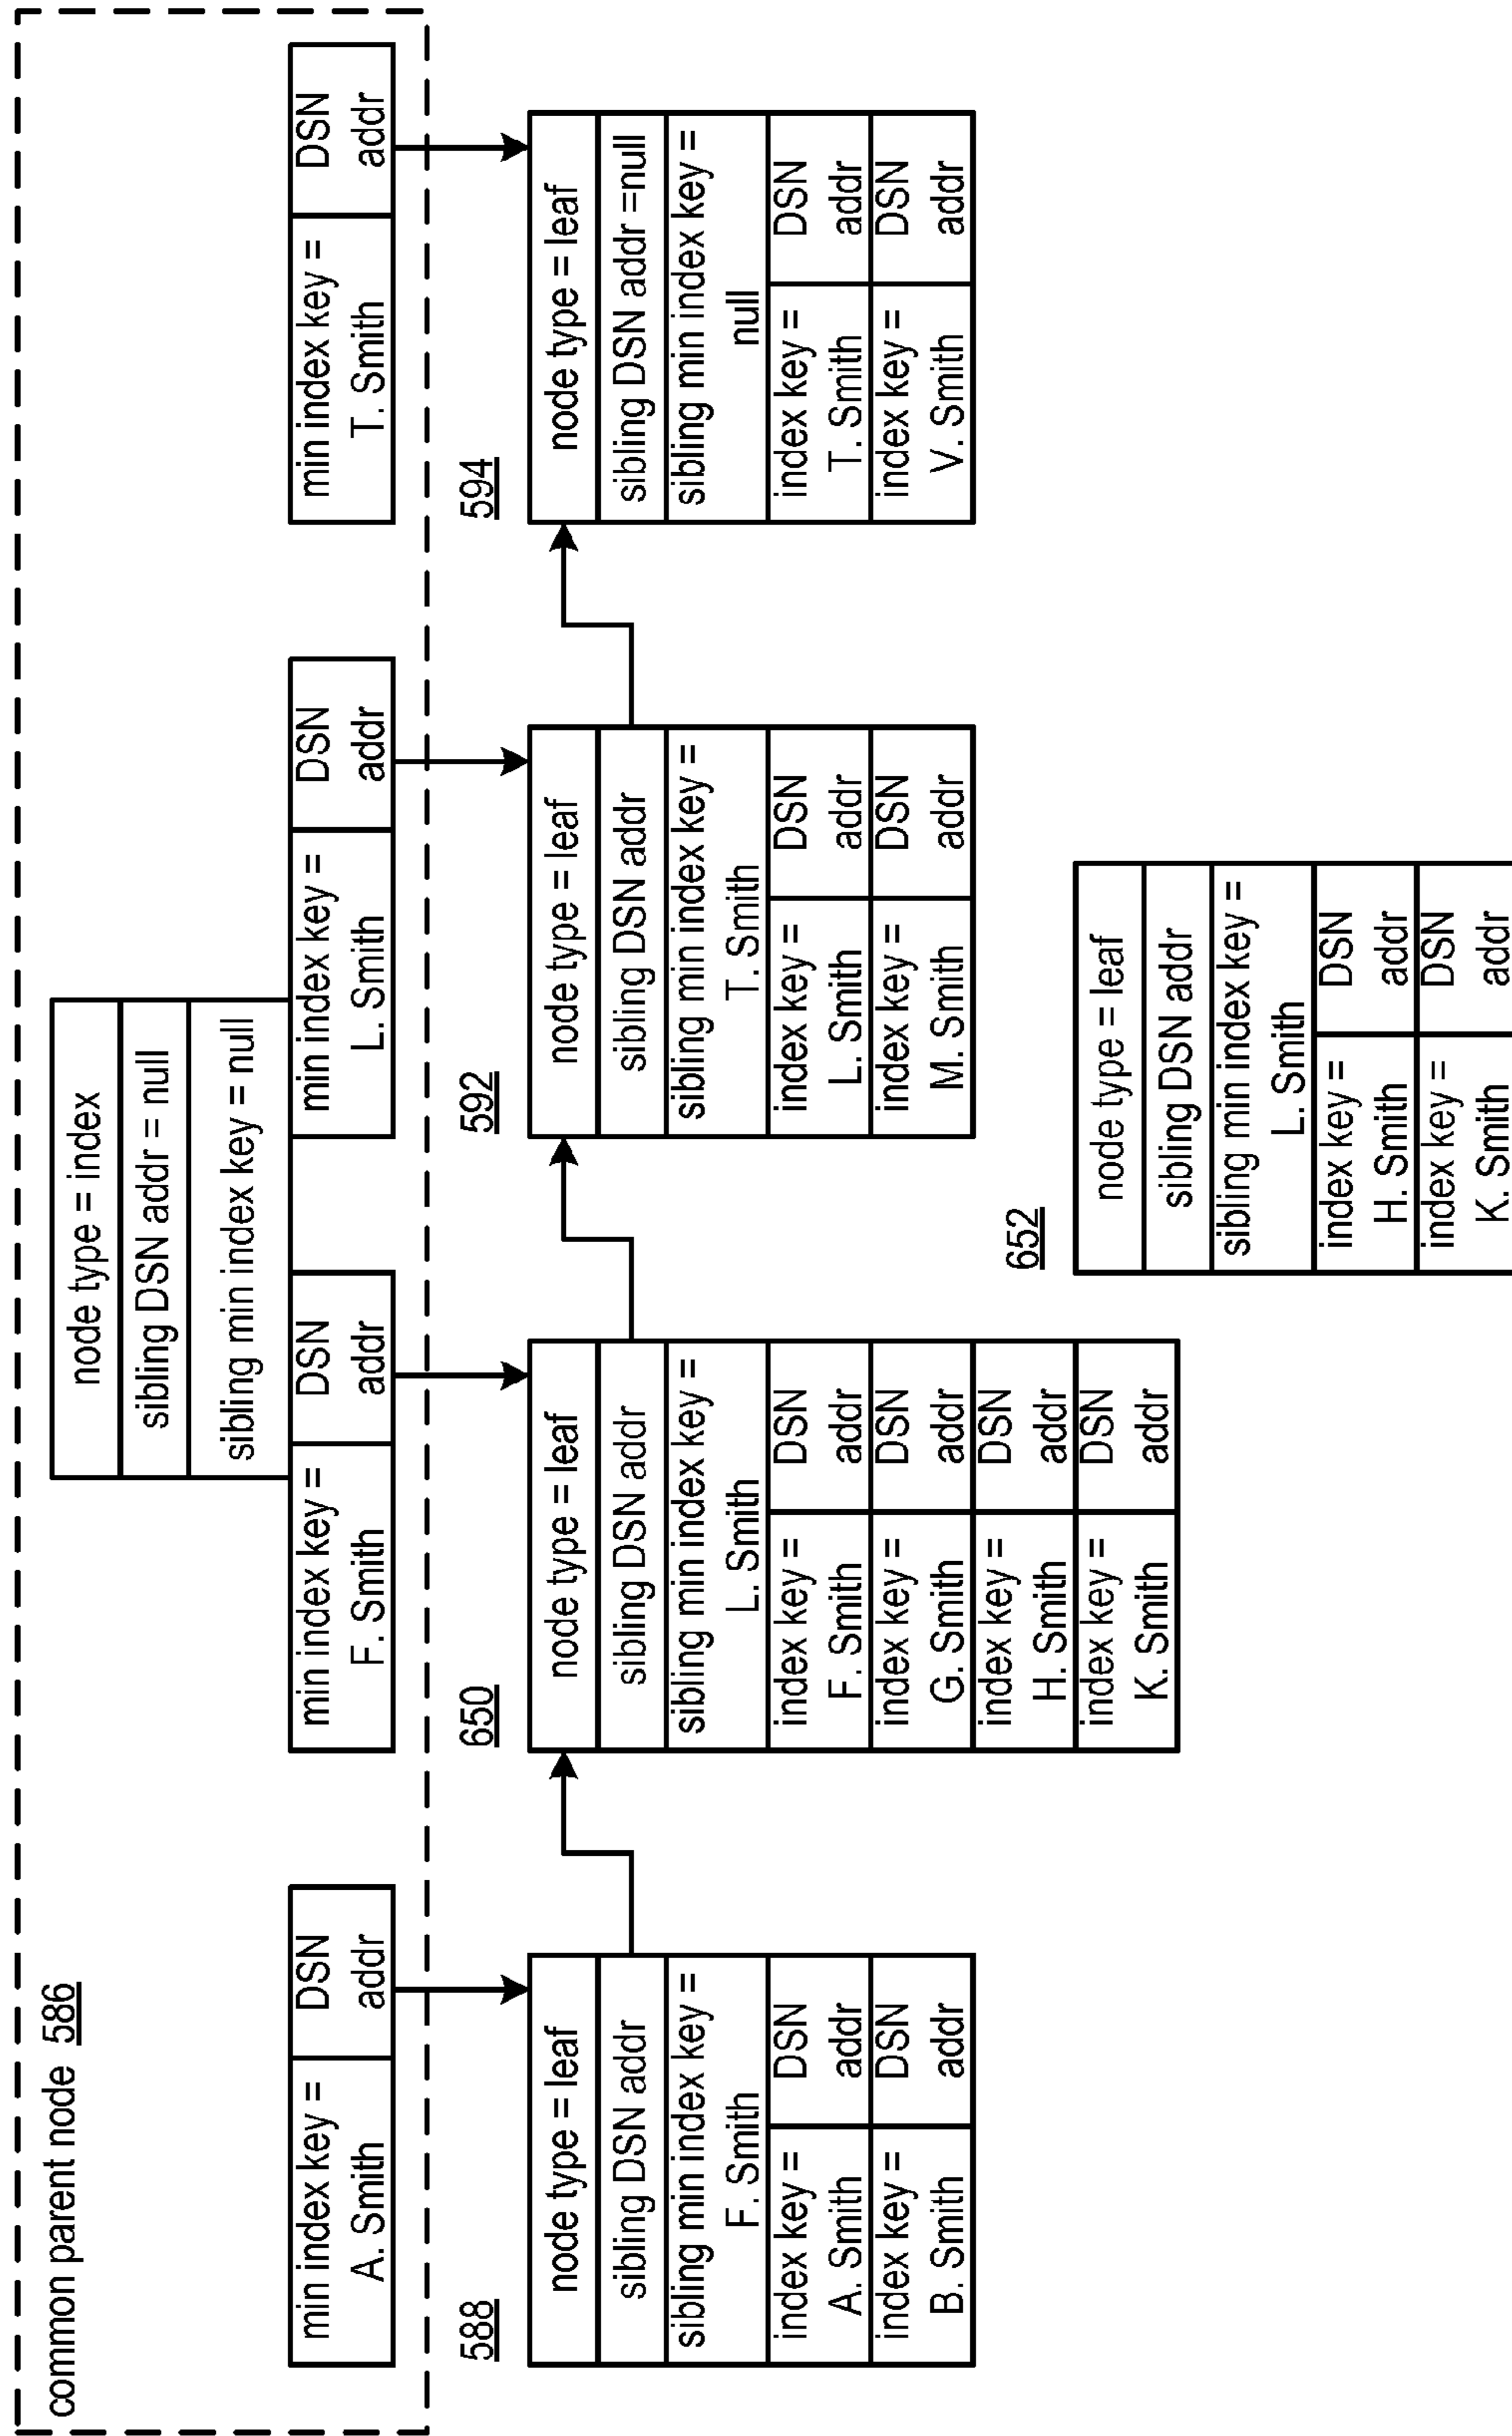 common parent node 586
node type = index
sibling DSN addr = null
sibling min index key = null
min index key =
A. Smith
DSN
addr
min index key =
F. Smith
DSN
addr
min index key =
L. Smith
DSN
addr
min index key =
T. Smith
DSN
addr
588
node type = leaf
sibling DSN addr
sibling min index key =
F. Smith
index key =
A. Smith
DSN
addr
index key =
B. Smith
DSN
addr
650
node type = leaf
sibling DSN addr
sibling min index key =
L. Smith
index key =
F. Smith
DSN
addr
index key =
G. Smith
DSN
addr
index key =
H. Smith
DSN
addr
index key =
K. Smith
DSN
addr
592
node type = leaf
sibling DSN addr
sibling min index key =
T. Smith
index key =
L. Smith
DSN
addr
index key =
M. Smith
DSN
addr
594
node type = leaf
sibling DSN addr =null
sibling min index key =
null
index key =
T. Smith
DSN
addr
index key =
V. Smith
DSN
addr
652
node type = leaf
sibling DSN addr
sibling min index key =
L. Smith
index key =
H. Smith
DSN
addr
index key =
K. Smith
DSN
addr